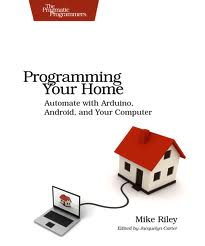 The
Pragmatic
Programmers
Programming
Your Home
Automate with Arduino,
Android, and Your Computer
Mike Riley
Edited by Jacquelyn Carter